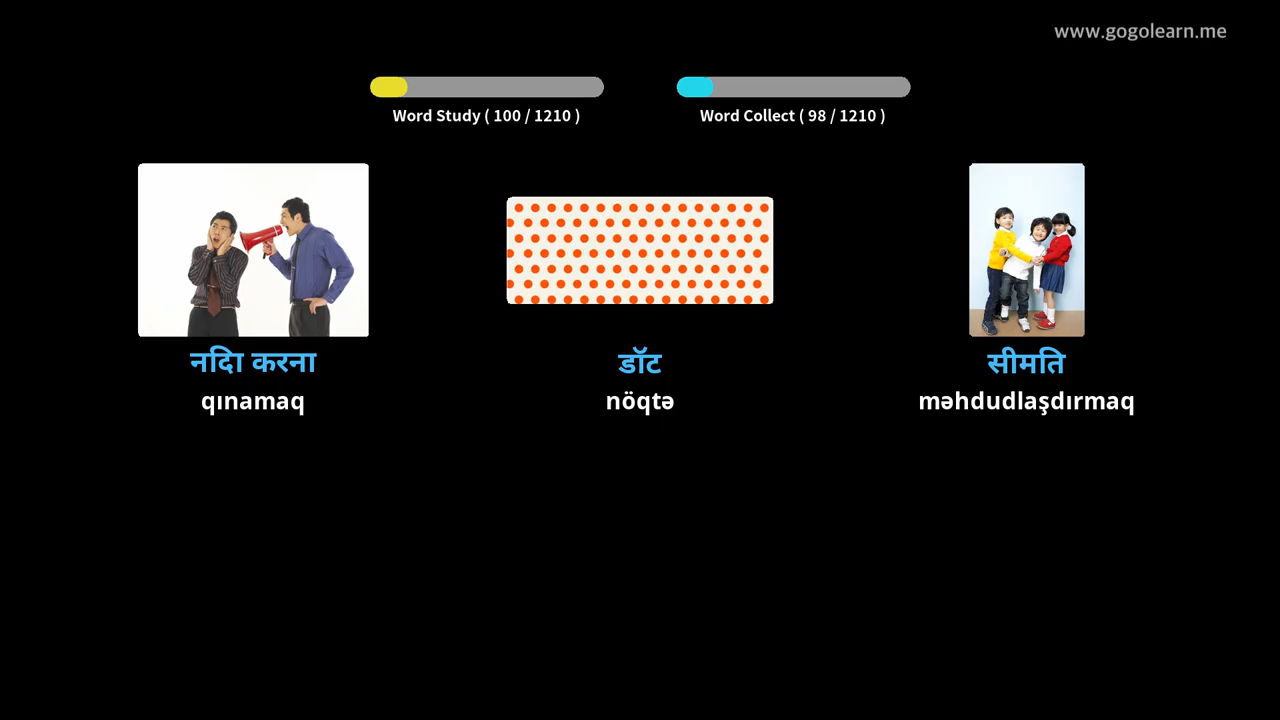 www.gogolearn.me
Word Study ( 100 / 1210 )
Word Collect ( 98 / 1210 )
नदिा करना
डॉट
सीमति
qınamaq
nöqtə
məhdudlaşdırmaq